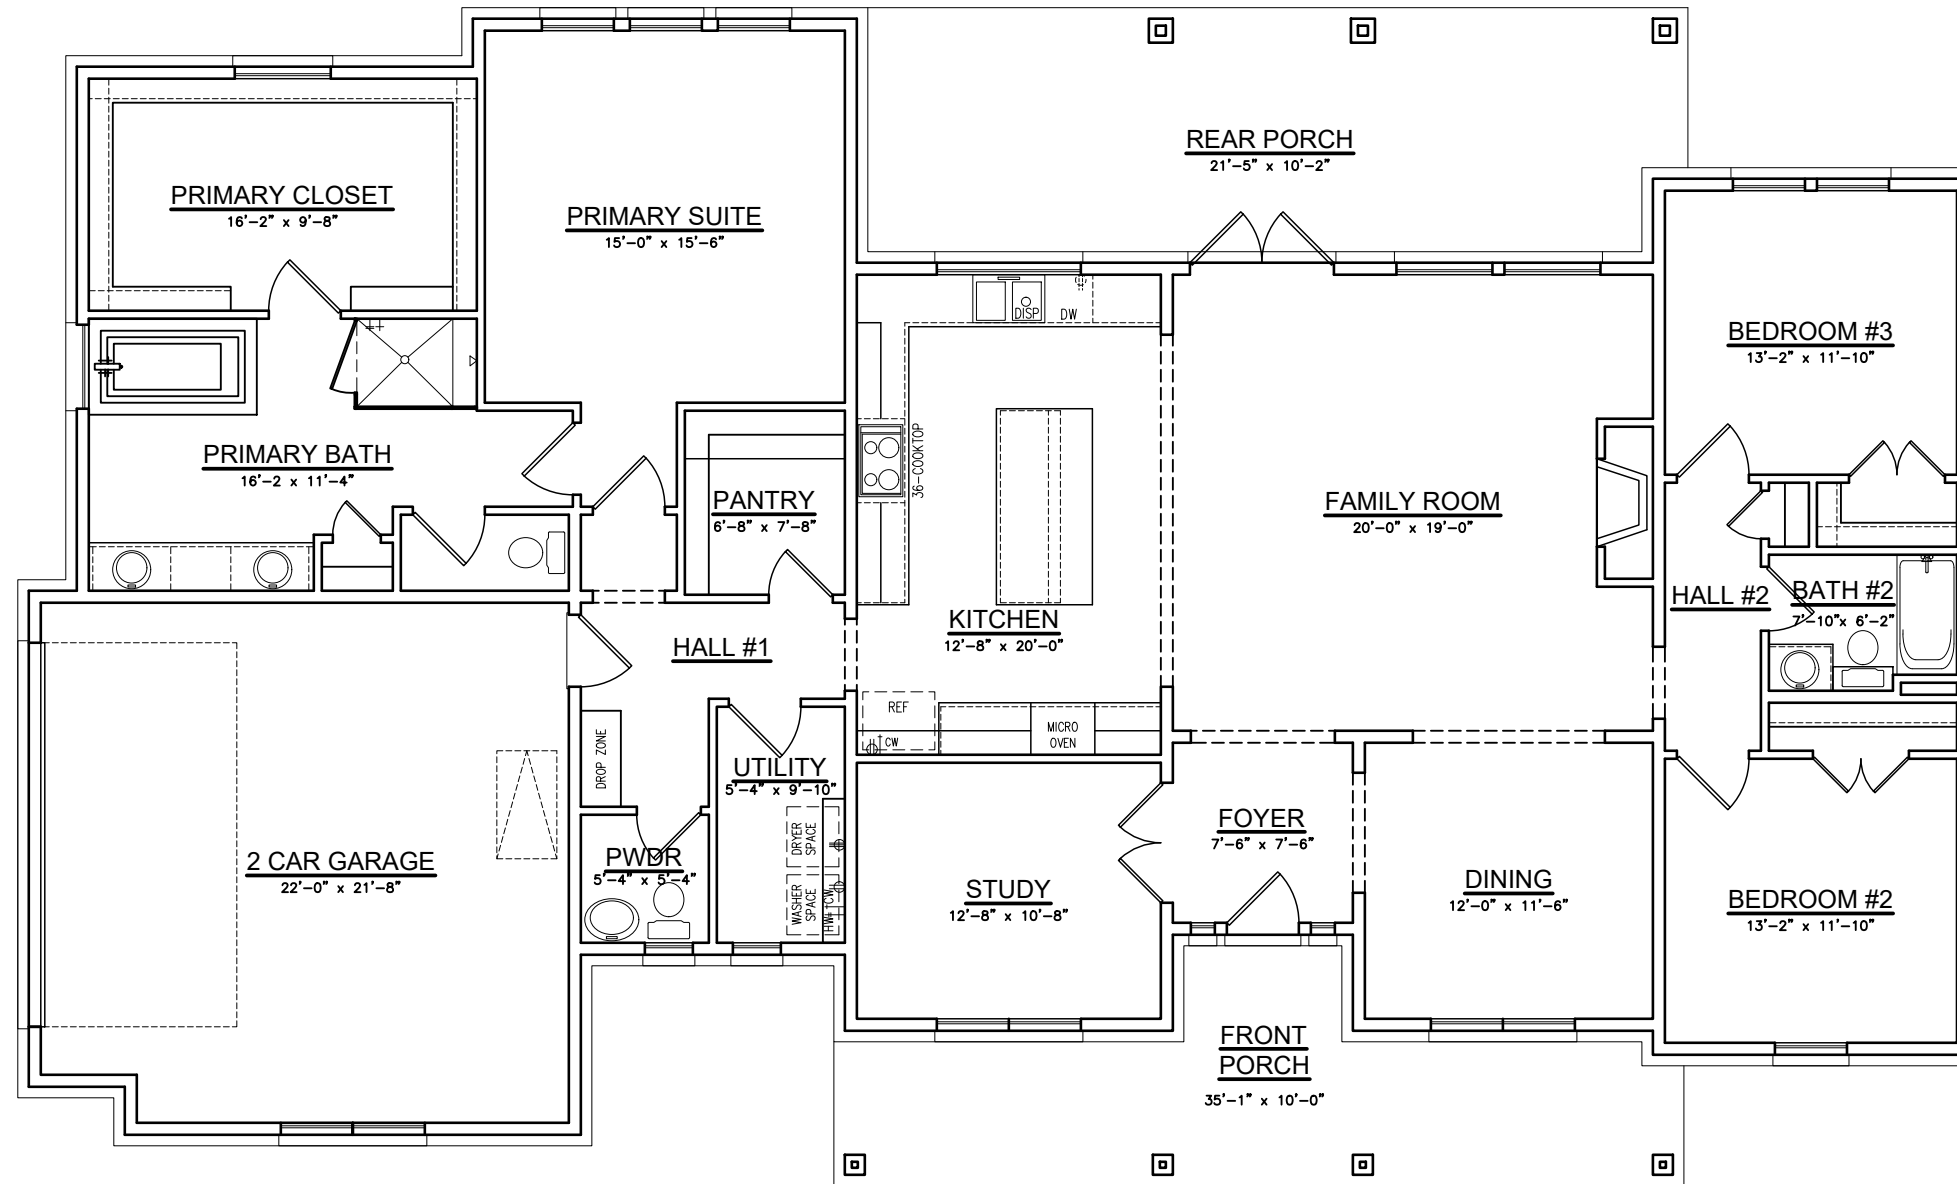 REAR PORCH
21'-5" x 10'-2"
PRIMARY CLOSET
16'-2" x 9'-8"
PRIMARY SUITE
15'-0" x 15'-6"
DISP
DW
BEDROOM #3
13'-2" x 11'-10"
PRIMARY BATH
16'-2 x 11'-4"
36-COOKTOP
PANTRY
6'-8" x 7'-8"
FAMILY ROOM
20'-0" x 19'-0"
HALL #2
BATH #2
7'-10"x 6'-2"
KITCHEN
12'-8" x 20'-0"
HALL #1
REF
CW
MICRO
OVEN
DROP ZONE
UTILITY
5'-4" x 9'-10"
DRYER
SPACE
WASHER
SPACE
HW
CW
FOYER
7'-6" x 7'-6"
2 CAR GARAGE
22'-0" x 21'-8"
PWDR
5'-4" x 5'-4"
STUDY
12'-8" x 10'-8"
DINING
12'-0" x 11'-6"
BEDROOM #2
13'-2" x 11'-10"
FRONT
PORCH
35'-1" x 10'-0"